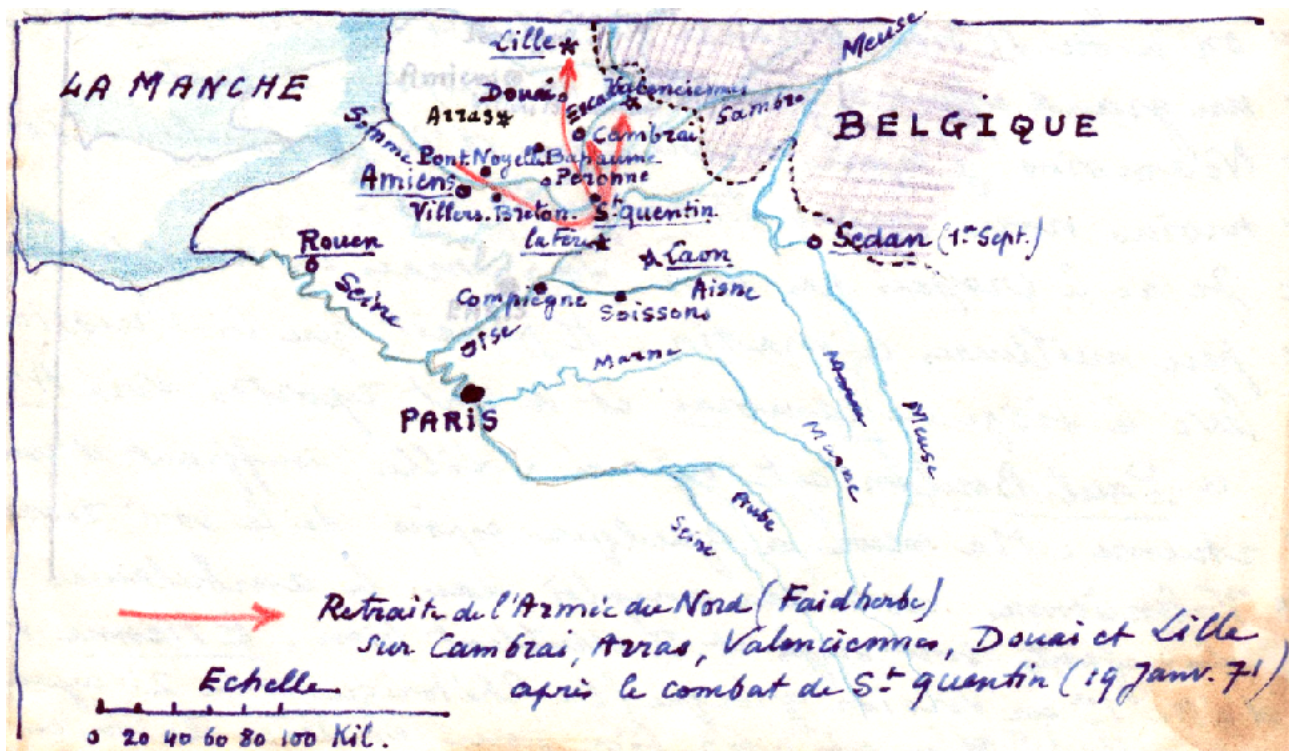 LA MANCHE
Lille
Meuse
Valenciennes
Douai
Escaut
Arras
Sambre
Cambrai
BELGIQUE
Somme
Pont.Noyelle
Bapaume
Péronne
Amiens
Villers.Breton.
St quentin
la Fère
Laon
Sedan (1er Sept.)
Rouen
Seine
Compiègne
Soissons
Aisne
Oise
Marne
PARIS
Marne
Meuse
Aube
Seine
Retraite de l'Armée du Nord (Faidherbe)
sur Cambrai, Arras, Valenciennes, Douai et Lille
après le combat de St quentin (19 Janv. 71)
Echelle
0 20 40 60 80 100 Kil.